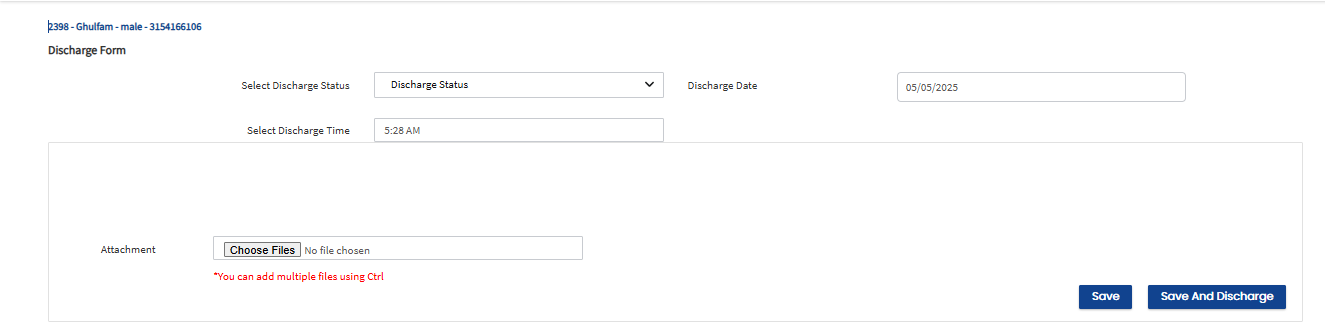 2398 - Ghulfam - male - 3154166106
Discharge Form
Select Discharge Status Discharge Status Discharge Date 05/05/2025
Select Discharge Time 5:28 AM
Attachment Choose Files No file chosen
*You can add multiple files using Ctrl
Save Save And Discharge